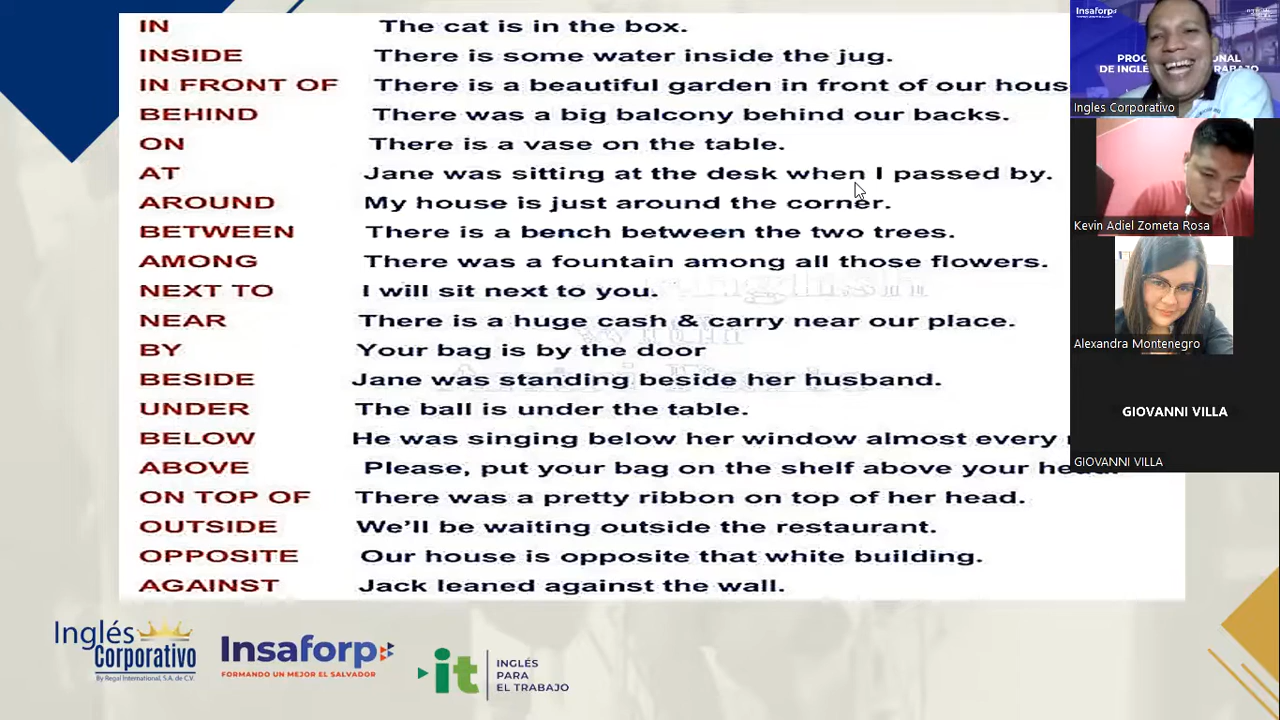 IN The cat is in the box.
INSIDE There is some water inside the jug.
IN FRONT OF There is a beautiful garden in front of our hous
BEHIND There was a big balcony behind our backs.
ON There is a vase on the table.
AT Jane was sitting at the desk when I passed by.
AROUND My house is just around the corner.
BETWEEN There is a bench between the two trees.
AMONG There was a fountain among all those flowers.
NEXT TO I will sit next to you.
NEAR There is a huge cash & carry near our place.
BY Your bag is by the door
BESIDE Jane was standing beside her husband.
UNDER The ball is under the table.
BELOW He was singing below her window almost every
ABOVE Please, put your bag on the shelf above your
ON TOP OF There was a pretty ribbon on top of her head.
OUTSIDE We'll be waiting outside the restaurant.
OPPOSITE Our house is opposite that white building.
AGAINST Jack leaned against the wall.
Inglés
Corporativo
By Regal International, S.A. de C.V.
Insaforp
FORMANDO UN MEJOR EL SALVADOR
it
INGLÉS
PARA
EL TRABAJO
Insaforp
Ingles Corporativo
Kevin Adiel Zometa Rosa
Alexandra Montenegro
GIOVANNI VILLA
GIOVANNI VILLA